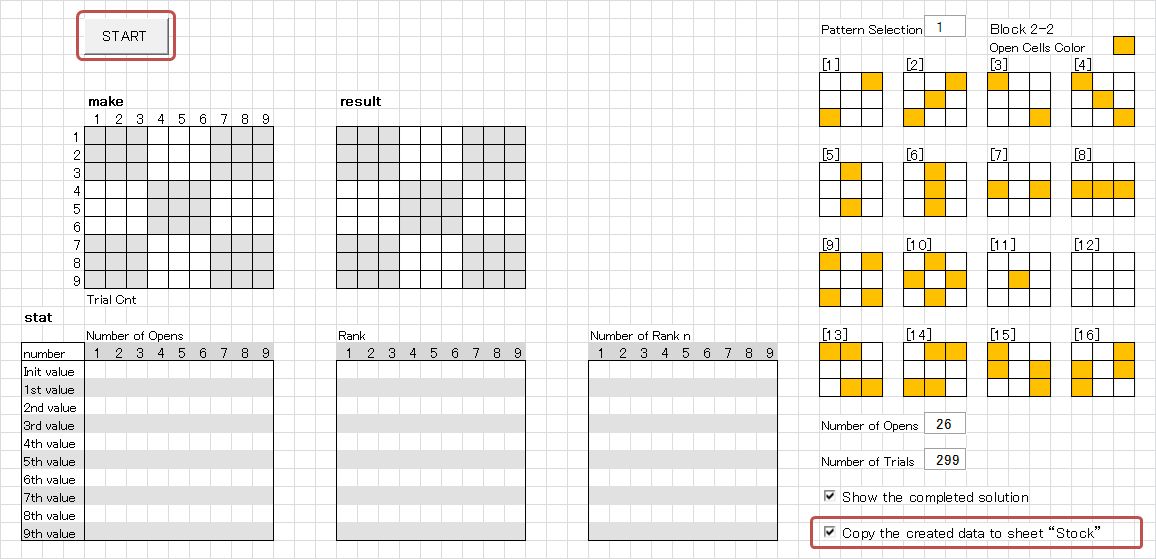 START
Pattern Selection 1 Block 2-2
Open Cells Color
[1] [2] [3] [4]
make result
1 2 3 4 5 6 7 8 9
1
2
3
4
5
6
7
8
9
[5] [6] [7] [8]
[9] [10] [11] [12]
[13] [14] [15] [16]
Trial Cnt
stat
Number of Opens Rank Number of Rank n
number 1 2 3 4 5 6 7 8 9 1 2 3 4 5 6 7 8 9 1 2 3 4 5 6 7 8 9
Init value
1st value
2nd value
3rd value
4th value
5th value
6th value
7th value
8th value
9th value
Number of Opens 26
Number of Trials 299
Show the completed solution
Copy the created data to sheet “Stock”